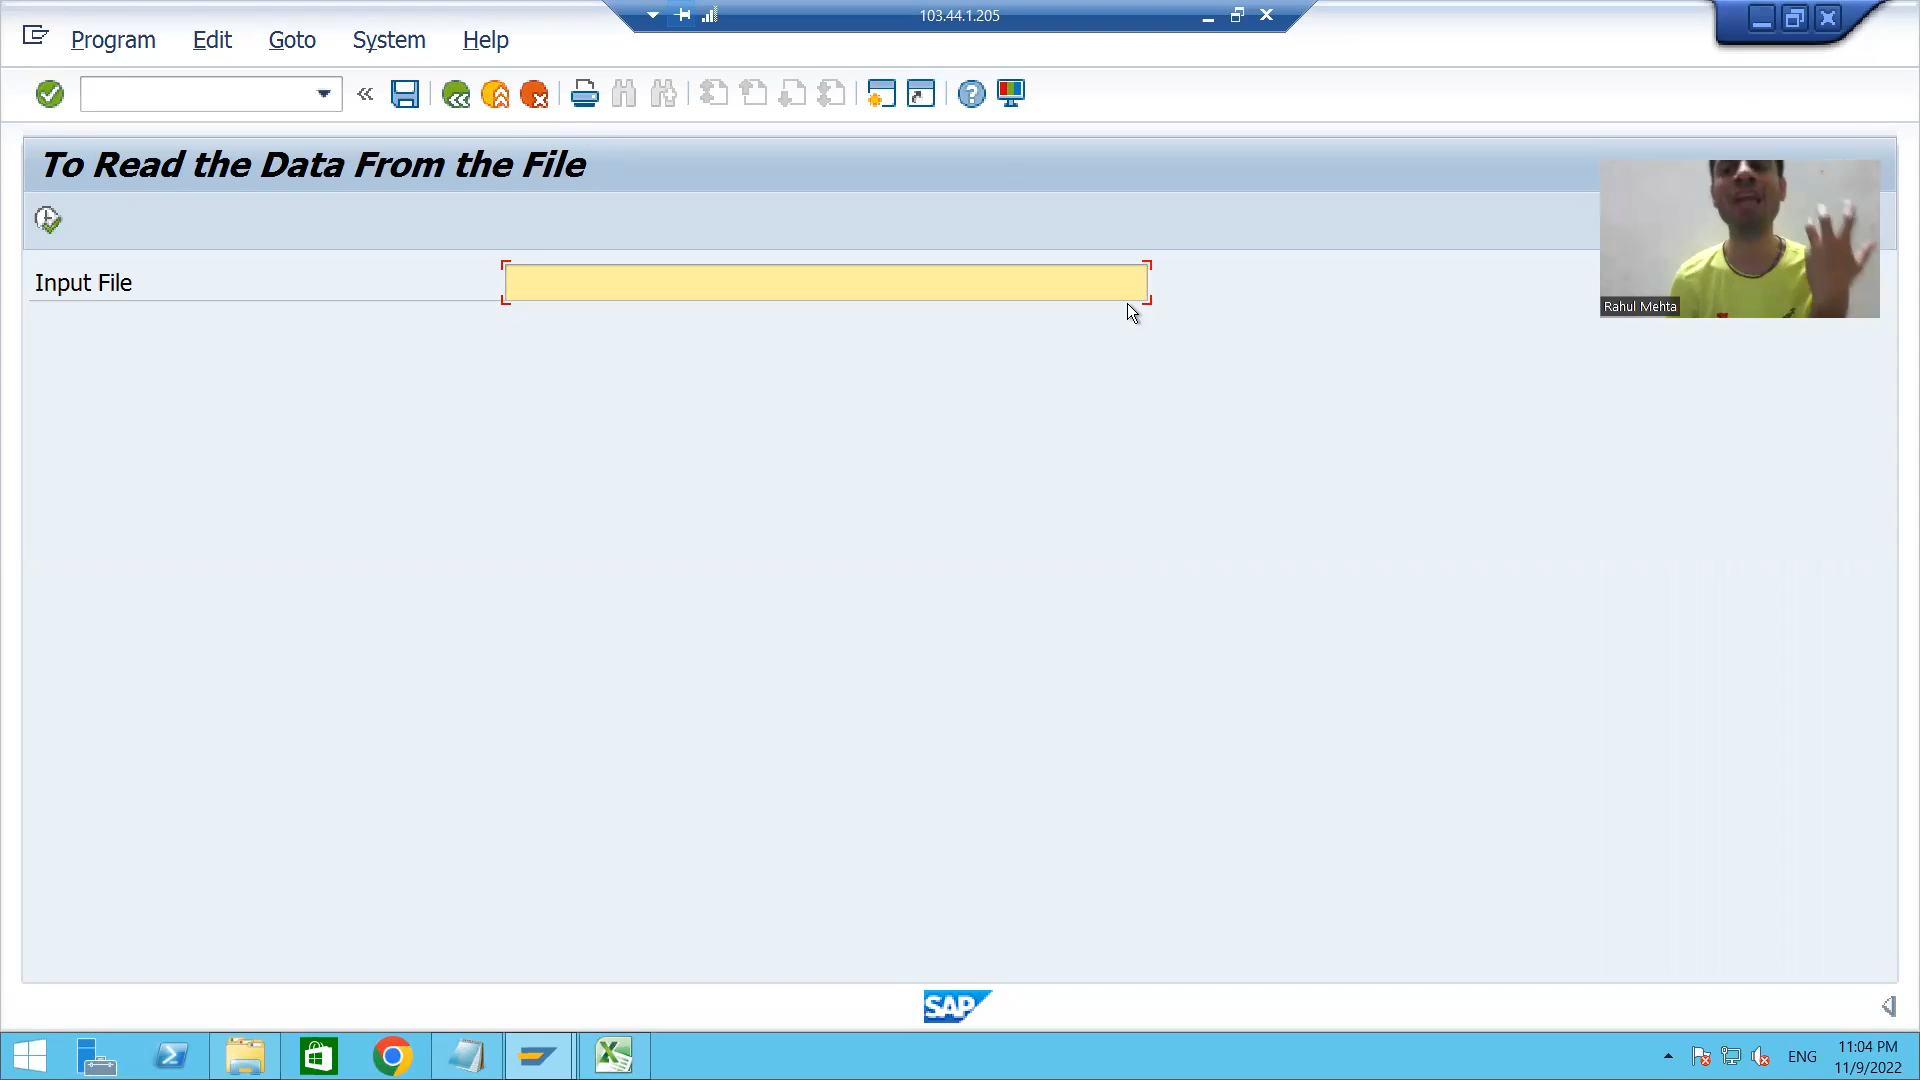 103.44.1.205
Program Edit Goto System Help
To Read the Data From the File
Input File
Rahul Mehta
SAP
ENG
11:04 PM
11/9/2022